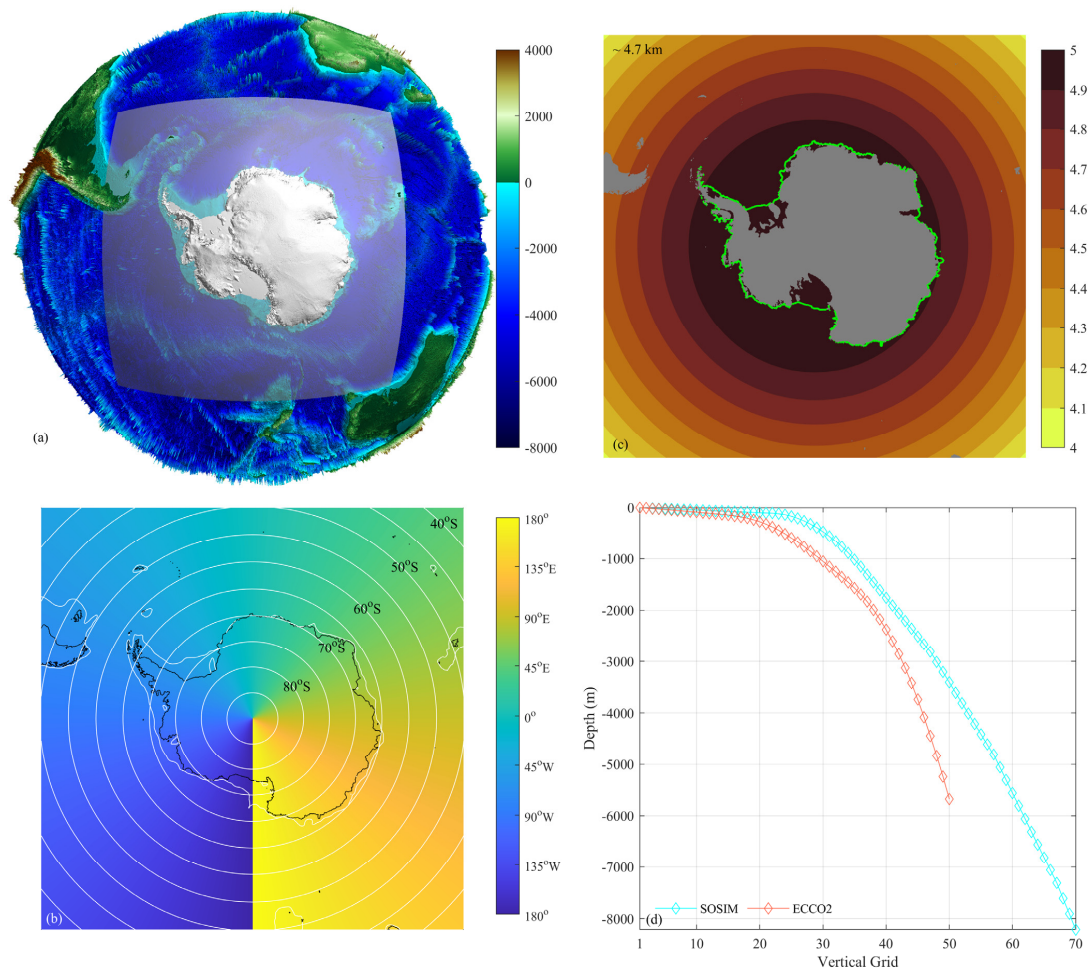 4000
2000
0
-2000
-4000
-6000
-8000
(a)
~ 4.7 km
5
4.9
4.8
4.7
4.6
4.5
4.4
4.3
4.2
4.1
4
(c)
40°S
50°S
60°S
70°S
80°S
180°
135°E
90°E
45°E
0°
45°W
90°W
135°W
180°
(b)
0
-1000
-2000
-3000
-4000
-5000
-6000
-7000
-8000
Depth (m)
SOSIM
ECCO2
(d)
1
10
20
30
40
50
60
70
Vertical Grid